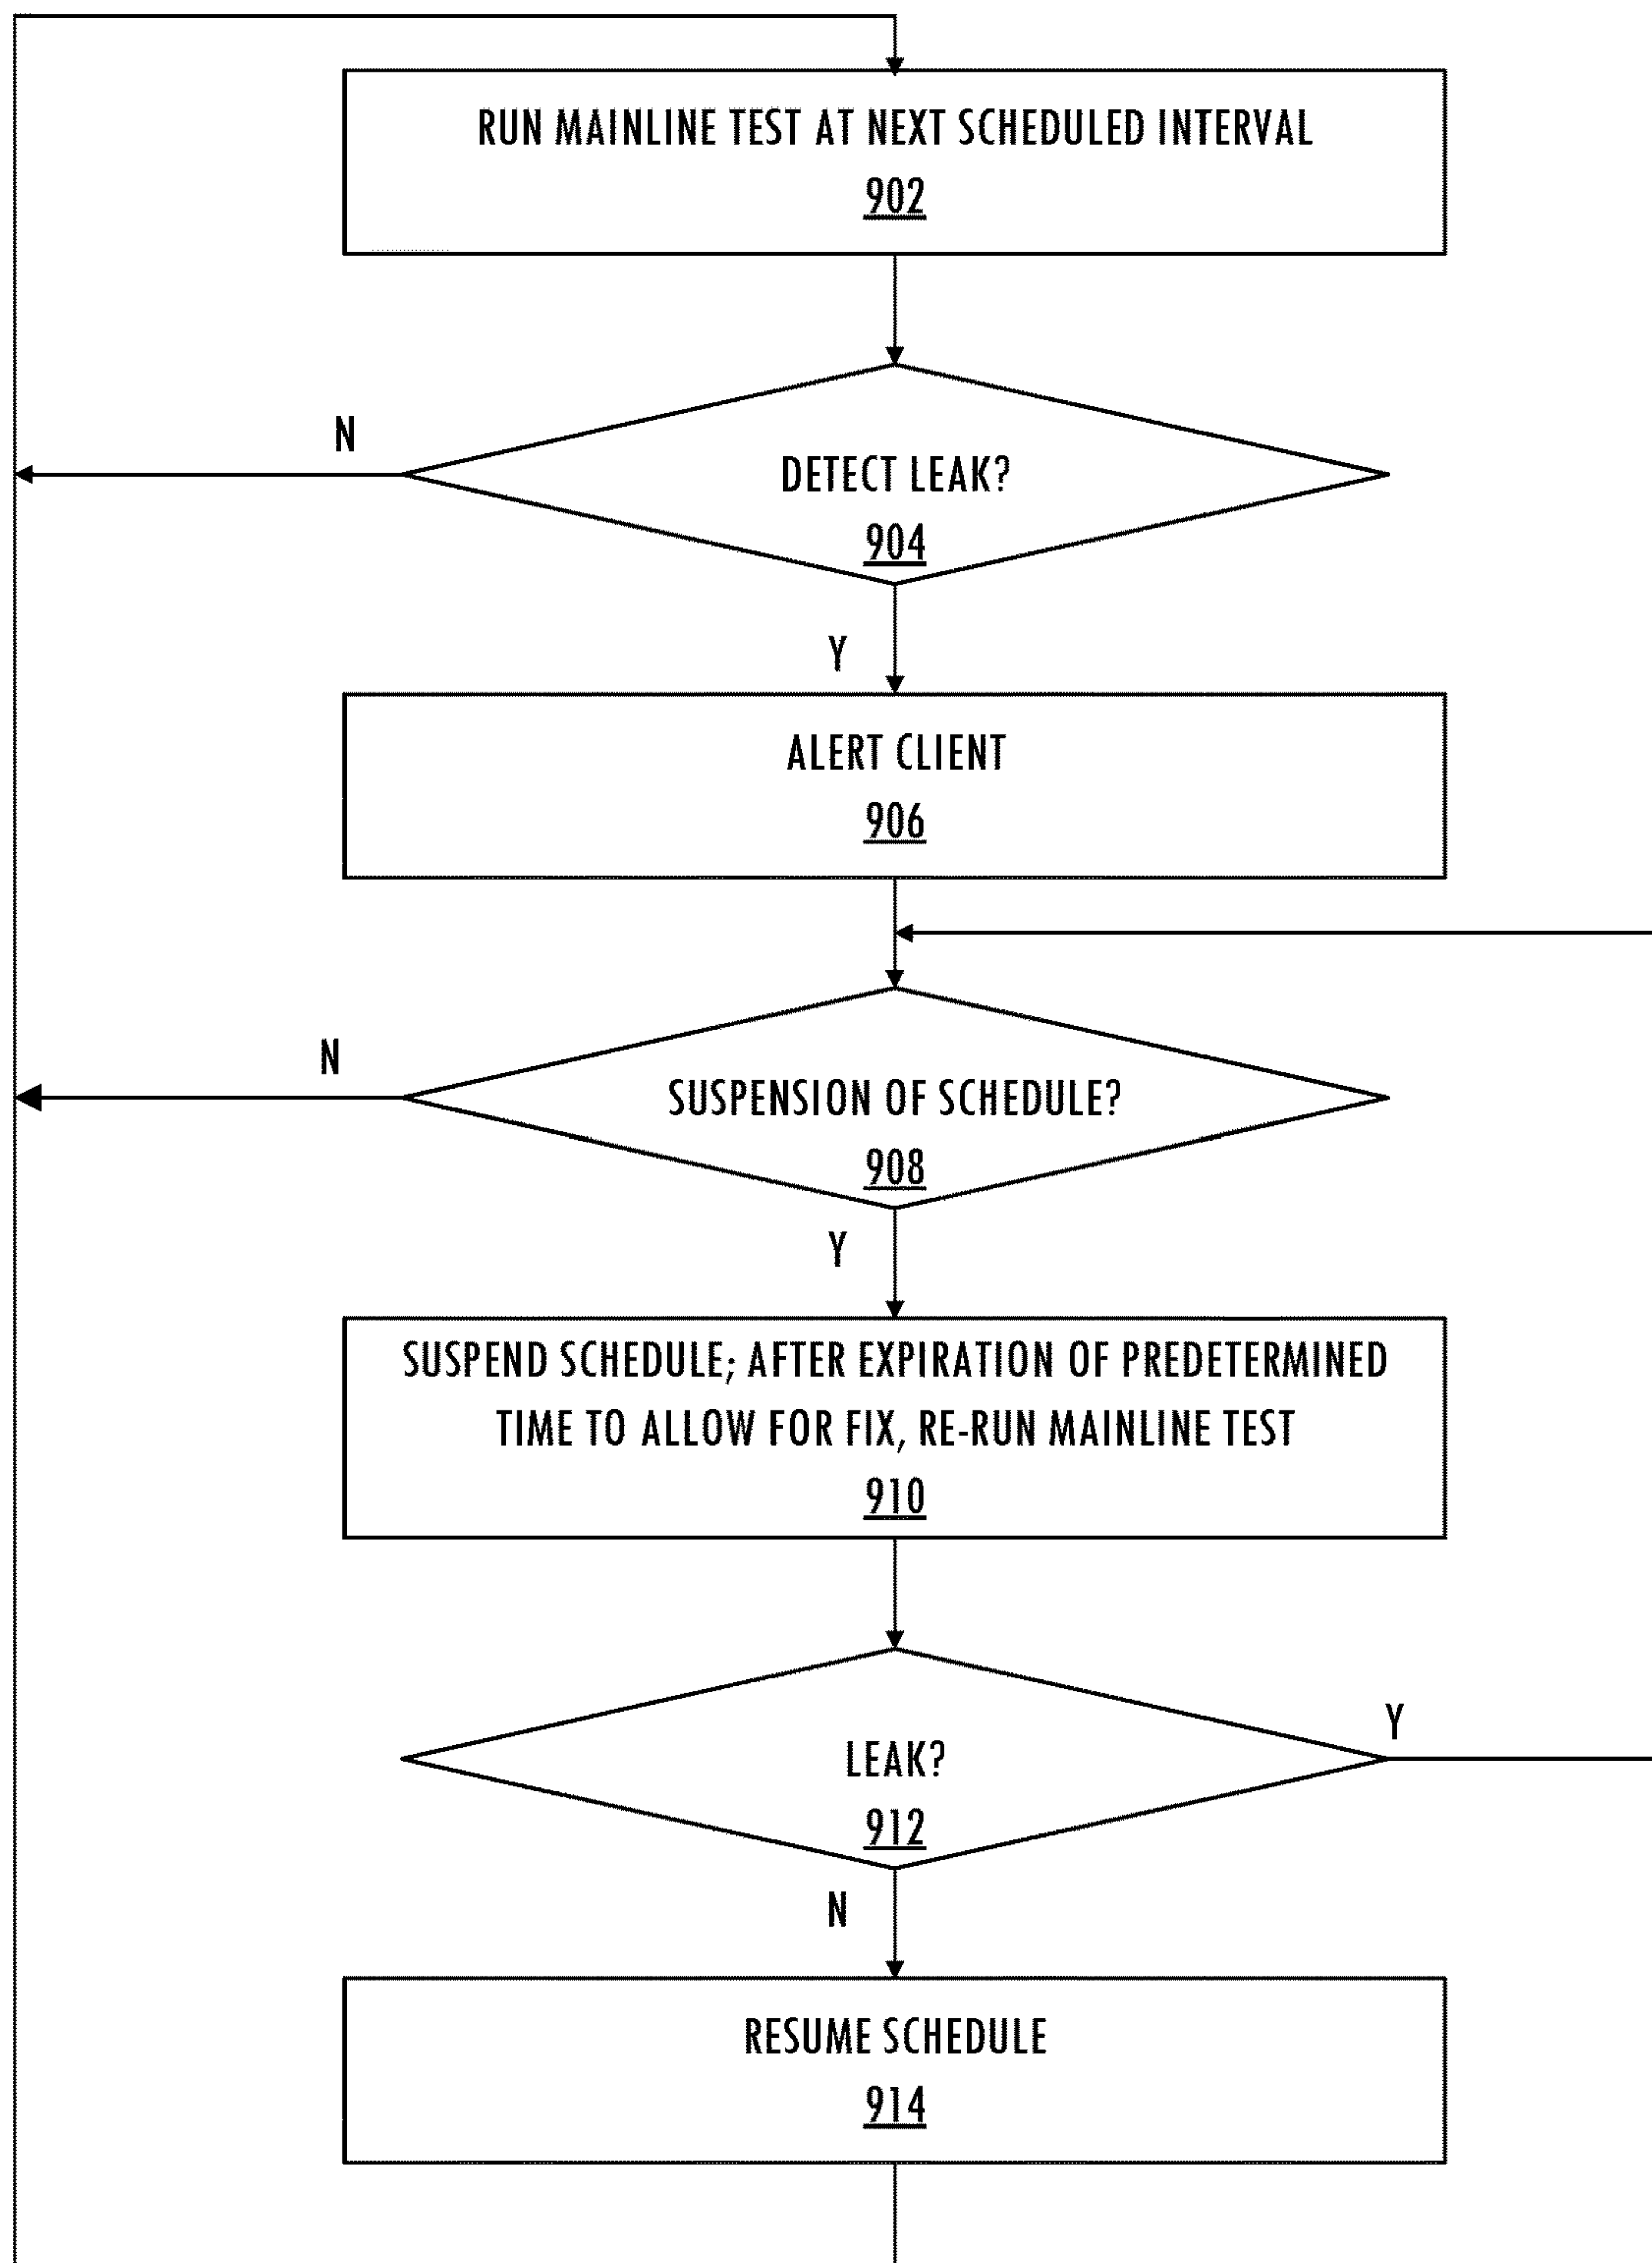 RUN MAINLINE TEST AT NEXT SCHEDULED INTERVAL
902
N
DETECT LEAK?
904
Y
ALERT CLIENT
906
N
SUSPENSION OF SCHEDULE?
908
Y
SUSPEND SCHEDULE; AFTER EXPIRATION OF PREDETERMINED
TIME TO ALLOW FOR FIX, RE-RUN MAINLINE TEST
910
Y
LEAK?
912
N
RESUME SCHEDULE
914